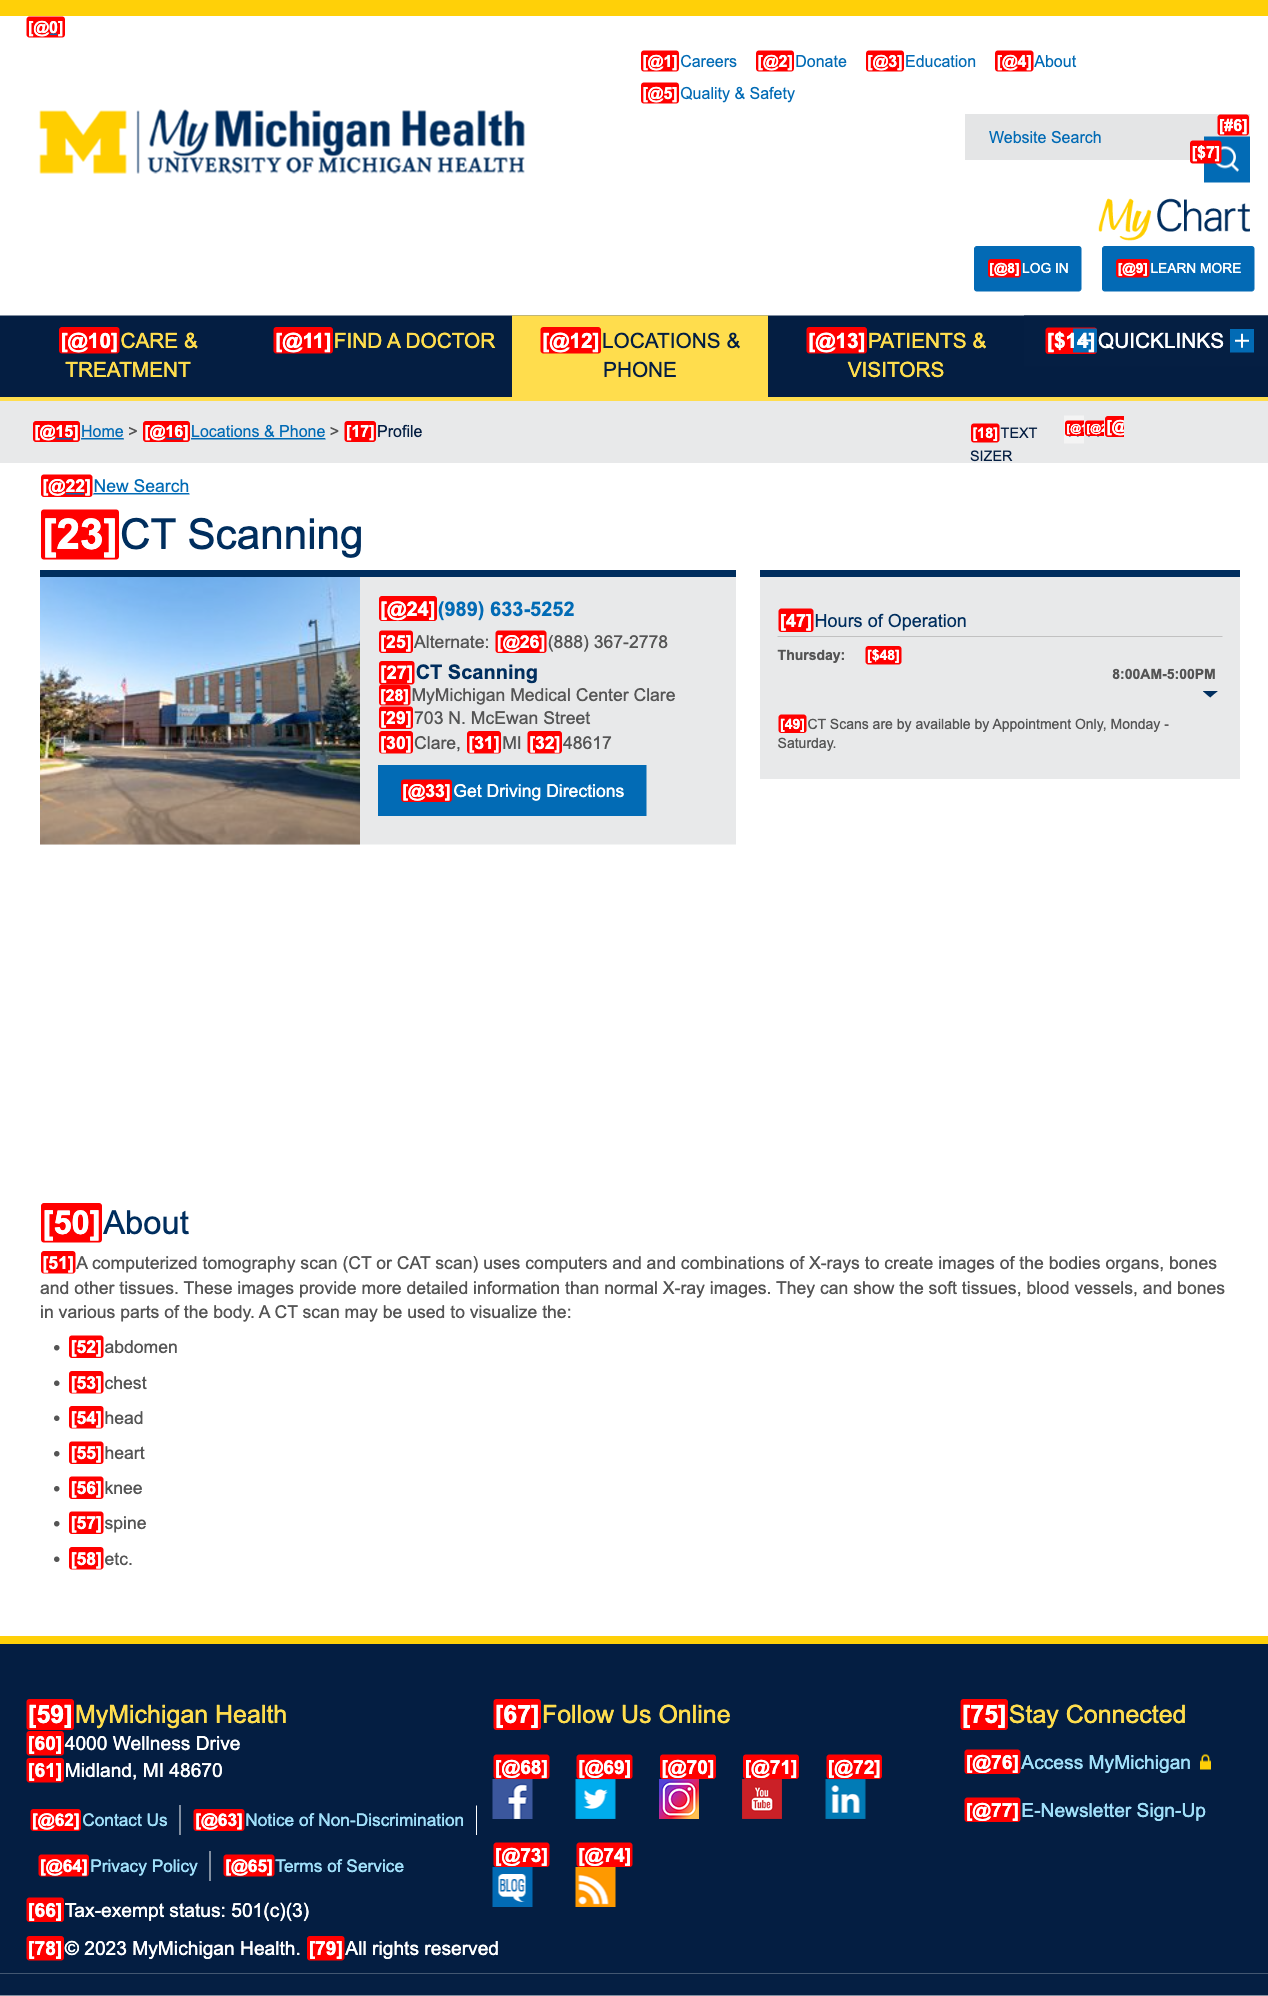 [@0]
[@1]Careers [@2]Donate [@3]Education [@4]About
[@5]Quality & Safety
M My Michigan Health
UNIVERSITY OF MICHIGAN HEALTH
Website Search [#6]
[$7]
My Chart
[@8]LOG IN [@9]LEARN MORE
[@10]CARE & TREATMENT [@11]FIND A DOCTOR [@12]LOCATIONS & PHONE [@13]PATIENTS & VISITORS [$14]QUICKLINKS
[@15]Home > [@16]Locations & Phone > [17]Profile
[18]TEXT SIZER
[@22]New Search
[23]CT Scanning
[@24](989) 633-5252
[25]Alternate: [@26](888) 367-2778
[27]CT Scanning
[28]MyMichigan Medical Center Clare
[29]703 N. McEwan Street
[30]Clare, [31]MI [32]48617
[@33]Get Driving Directions
[47]Hours of Operation
Thursday: [$48]
8:00AM-5:00PM
[49]CT Scans are by available by Appointment Only, Monday -
Saturday.
[50]About
[51]A computerized tomography scan (CT or CAT scan) uses computers and and combinations of X-rays to create images of the bodies organs, bones
and other tissues. These images provide more detailed information than normal X-ray images. They can show the soft tissues, blood vessels, and bones
in various parts of the body. A CT scan may be used to visualize the:
• [52]abdomen
• [53]chest
• [54]head
• [55]heart
• [56]knee
• [57]spine
• [58]etc.
[59]MyMichigan Health
[60]4000 Wellness Drive
[61]Midland, MI 48670
[@62]Contact Us [@63]Notice of Non-Discrimination
[@64]Privacy Policy [@65]Terms of Service
[66]Tax-exempt status: 501(c)(3)
[67]Follow Us Online
[@68] [@69] [@70] [@71] [@72]
You Tube
in
[@73] [@74]
BLOG
[75]Stay Connected
[@76]Access MyMichigan
[@77]E-Newsletter Sign-Up
[78]© 2023 MyMichigan Health. [79]All rights reserved